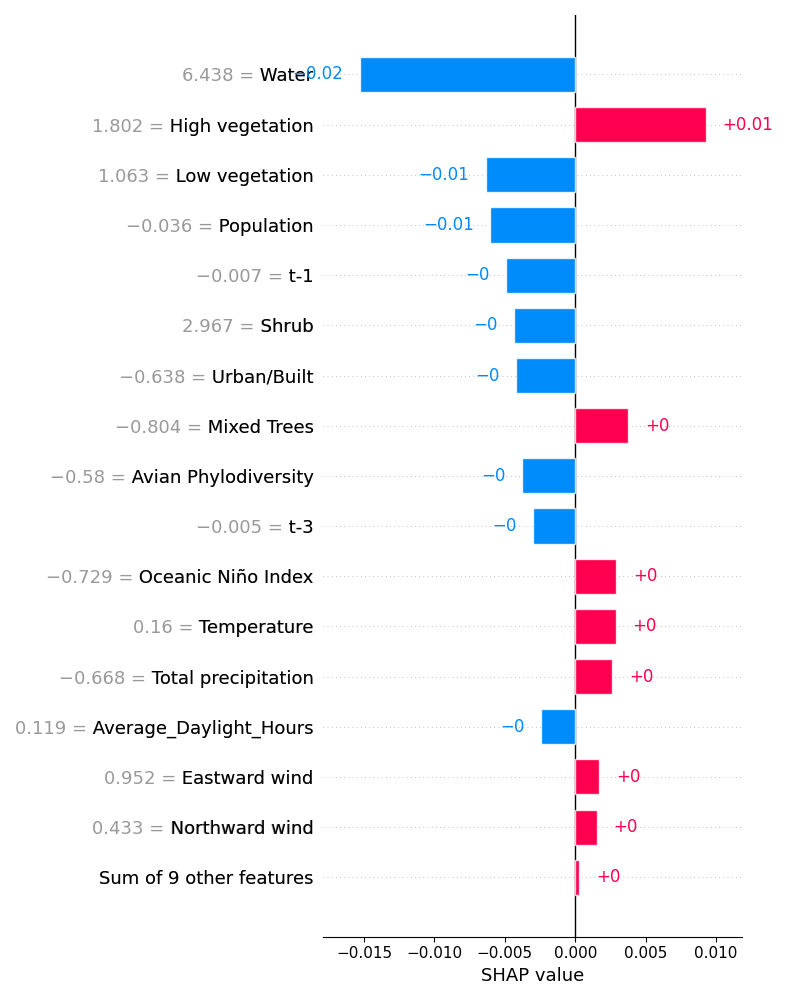 6.438 = Water −0.02
1.802 = High vegetation +0.01
1.063 = Low vegetation −0.01
−0.036 = Population −0.01
−0.007 = t-1 −0
2.967 = Shrub −0
−0.638 = Urban/Built −0
−0.804 = Mixed Trees +0
−0.58 = Avian Phylodiversity −0
−0.005 = t-3 −0
−0.729 = Oceanic Niño Index +0
0.16 = Temperature +0
−0.668 = Total precipitation +0
0.119 = Average_Daylight_Hours −0
0.952 = Eastward wind +0
0.433 = Northward wind +0
Sum of 9 other features +0
−0.015 −0.010 −0.005 0.000 0.005 0.010
SHAP value